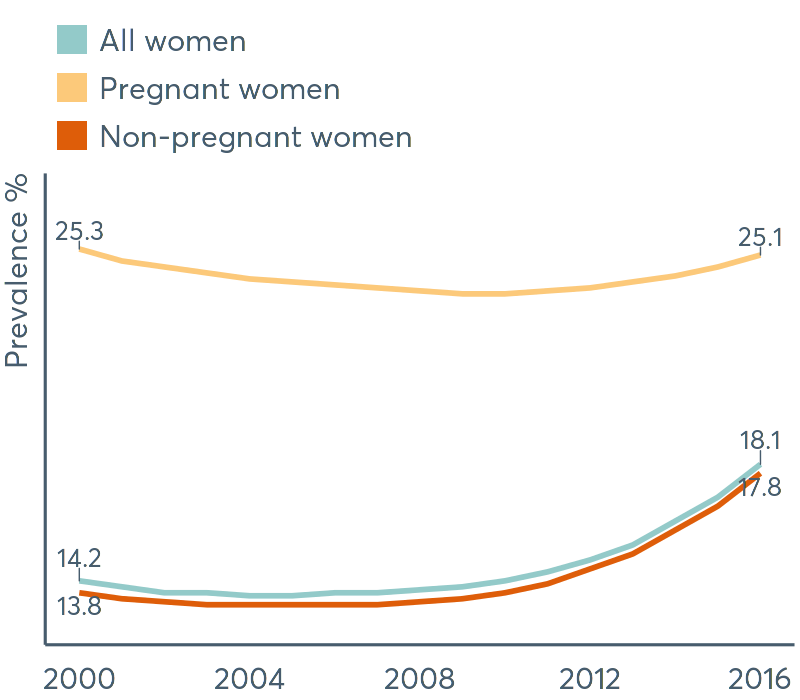 All women
Pregnant women
Non-pregnant women
Prevalence %
25.3
25.1
18.1
17.8
14.2
13.8
2000 2004 2008 2012 2016